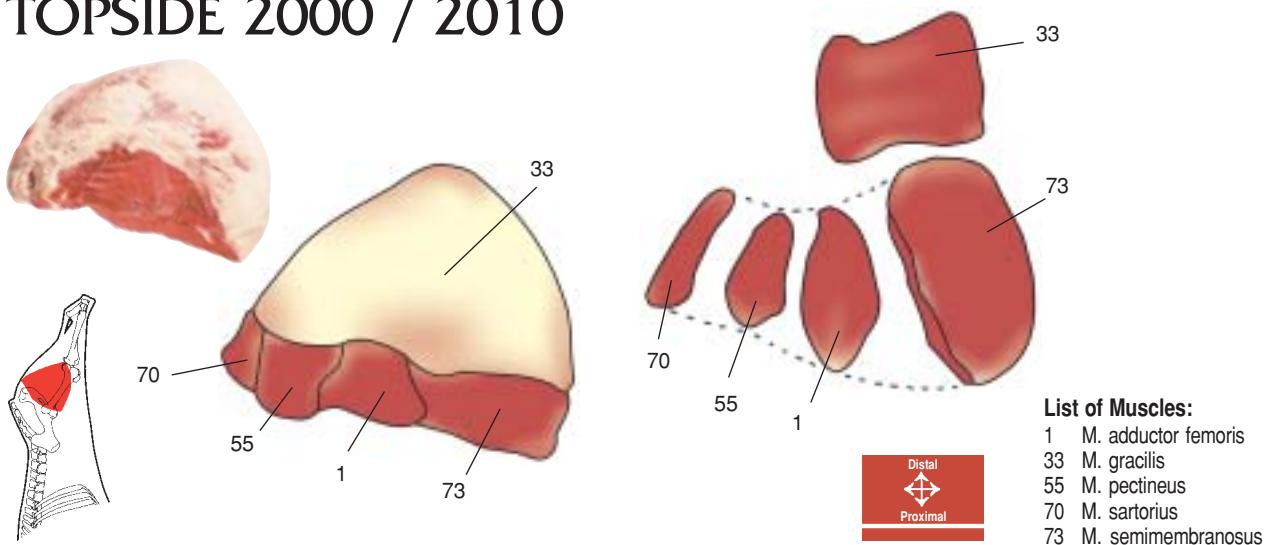 TOPSIDE 2000 / 2010
33
33
73
70
70
55
55
1
1
73
Distal
Proximal
List of Muscles:
1 M. adductor femoris
33 M. gracilis
55 M. pectineus
70 M. sartorius
73 M. semimembranosus